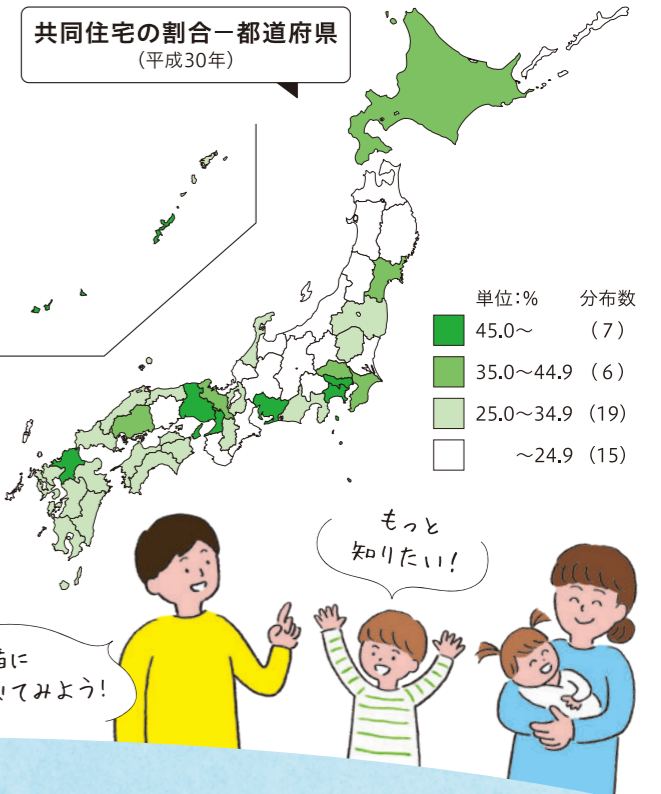 共同住宅の割合－都道府県
(平成30年)
単位:% 分布数
45.0～ (7)
35.0～44.9 (6)
25.0～34.9 (19)
～24.9 (15)
もっと
知りたい!
に
てみよう!